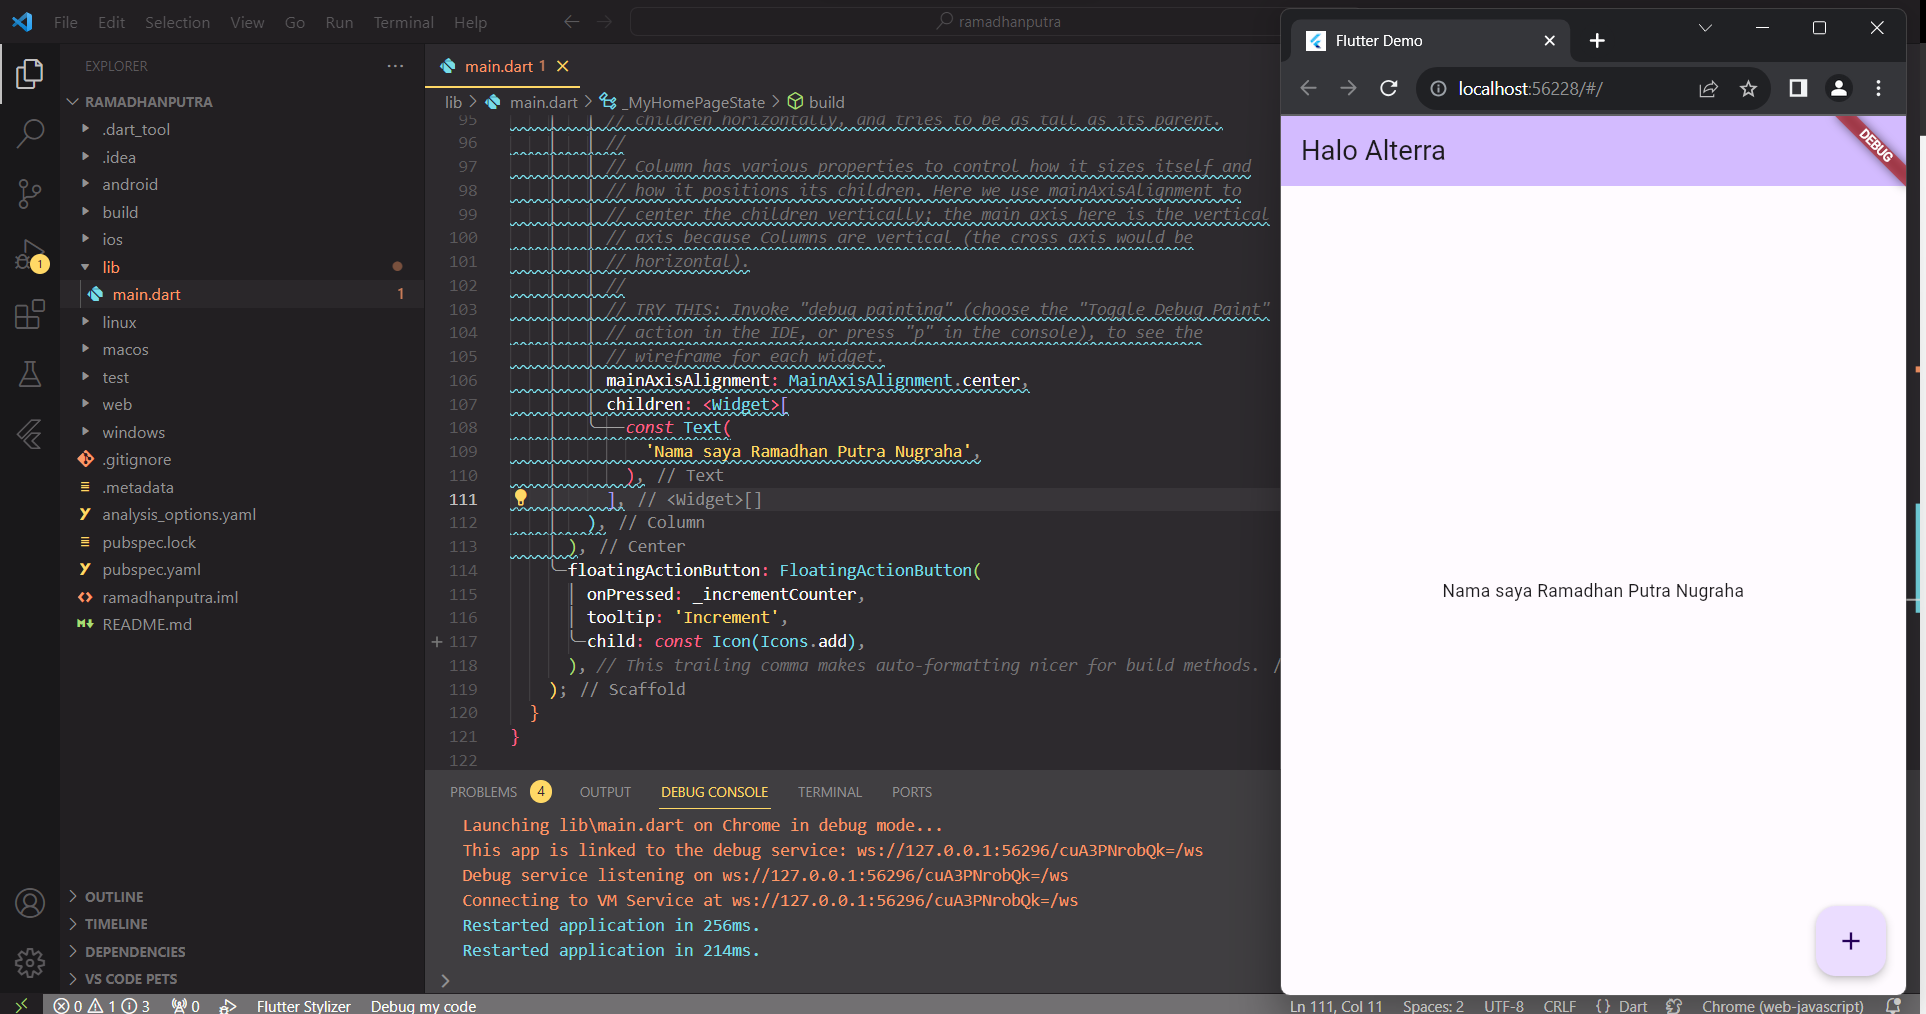 File Edit Selection View Go Run Terminal Help
ramadhanputra
EXPLORER
RAMADHANPUTRA
.dart_tool
.idea
android
build
ios
lib
main.dart 1
linux
macos
test
web
windows
.gitignore
.metadata
analysis_options.yaml
pubspec.lock
pubspec.yaml
ramadhanputra.iml
README.md
OUTLINE
TIMELINE
DEPENDENCIES
VS CODE PETS
1
main.dart 1
lib > main.dart > _MyHomePageState > build
95 // children horizontally, and tries to be as tall as its parent.
96 //
97 // Column has various properties to control how it sizes itself and
98 // how it positions its children. Here we use mainAxisAlignment to
99 // center the children vertically; the main axis here is the vertical
100 // axis because Columns are vertical (the cross axis would be
101 // horizontal).
102 //
103 // TRY THIS: Invoke "debug painting" (choose the "Toggle Debug Paint"
104 // action in the IDE, or press "p" in the console), to see the
105 // wireframe for each widget.
106 mainAxisAlignment: MainAxisAlignment.center,
107 children: <Widget>[
108 const Text(
109 'Nama saya Ramadhan Putra Nugraha',
110 ), // Text
111 ], // <Widget>[]
112 ), // Column
113 ), // Center
114 floatingActionButton: FloatingActionButton(
115 onPressed: _incrementCounter,
116 tooltip: 'Increment',
117 child: const Icon(Icons.add),
118 ), // This trailing comma makes auto-formatting nicer for build methods. /
119 ); // Scaffold
120 }
121 }
122
PROBLEMS 4 OUTPUT DEBUG CONSOLE TERMINAL PORTS
Launching lib\main.dart on Chrome in debug mode...
This app is linked to the debug service: ws://127.0.0.1:56296/cuA3PNrobQk=/ws
Debug service listening on ws://127.0.0.1:56296/cuA3PNrobQk=/ws
Connecting to VM Service at ws://127.0.0.1:56296/cuA3PNrobQk=/ws
Restarted application in 256ms.
Restarted application in 214ms.
>
Flutter Demo
localhost:56228/#/
Halo Alterra
DEBUG
Nama saya Ramadhan Putra Nugraha
0 1 3 0 Flutter Stylizer Debug my code Ln 111, Col 11 Spaces: 2 UTF-8 CRLF {} Dart Chrome (web-javascript)